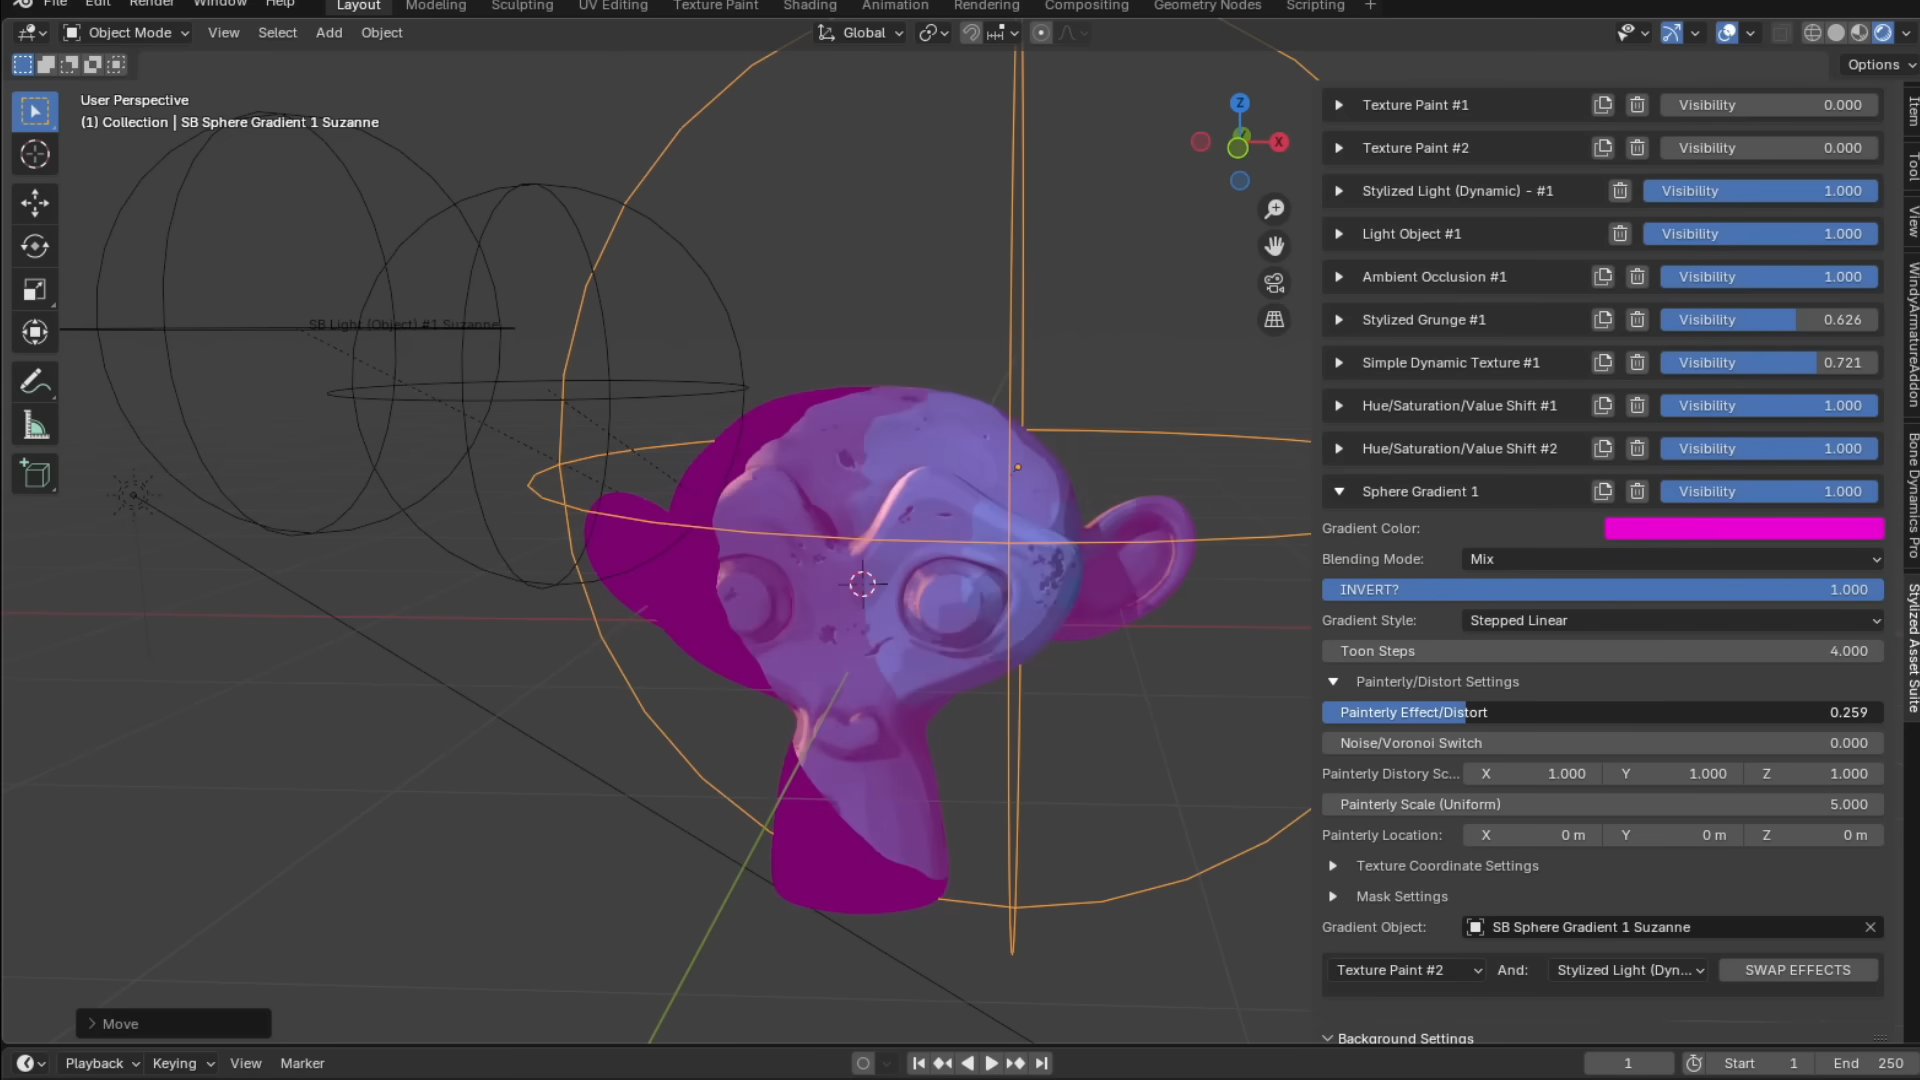 File Edit Render Window Help Layout Modeling Sculpting UV Editing Texture Paint Shading Animation Rendering Compositing Geometry Nodes Scripting +
Object Mode View Select Add Object Global
Options
User Perspective
(1) Collection | SB Sphere Gradient 1 Suzanne
Z
X
SB Light (Object) #1 Suzanne
Move
Texture Paint #1 Visibility 0.000
Texture Paint #2 Visibility 0.000
Stylized Light (Dynamic) - #1 Visibility 1.000
Light Object #1 Visibility 1.000
Ambient Occlusion #1 Visibility 1.000
Stylized Grunge #1 Visibility 0.626
Simple Dynamic Texture #1 Visibility 0.721
Hue/Saturation/Value Shift #1 Visibility 1.000
Hue/Saturation/Value Shift #2 Visibility 1.000
Sphere Gradient 1 Visibility 1.000
Gradient Color:
Blending Mode: Mix
INVERT? 1.000
Gradient Style: Stepped Linear
Toon Steps 4.000
Painterly/Distort Settings
Painterly Effect/Distort 0.259
Noise/Voronoi Switch 0.000
Painterly Distory Sc... X 1.000 Y 1.000 Z 1.000
Painterly Scale (Uniform) 5.000
Painterly Location: X 0 m Y 0 m Z 0 m
Texture Coordinate Settings
Mask Settings
Gradient Object: SB Sphere Gradient 1 Suzanne
Texture Paint #2 And: Stylized Light (Dyn... SWAP EFFECTS
Background Settings
Item
Tool
View
WindyArmatureAddon
Bone Dynamics Pro
Stylized Asset Suite
Playback Keying View Marker 1 Start 1 End 250